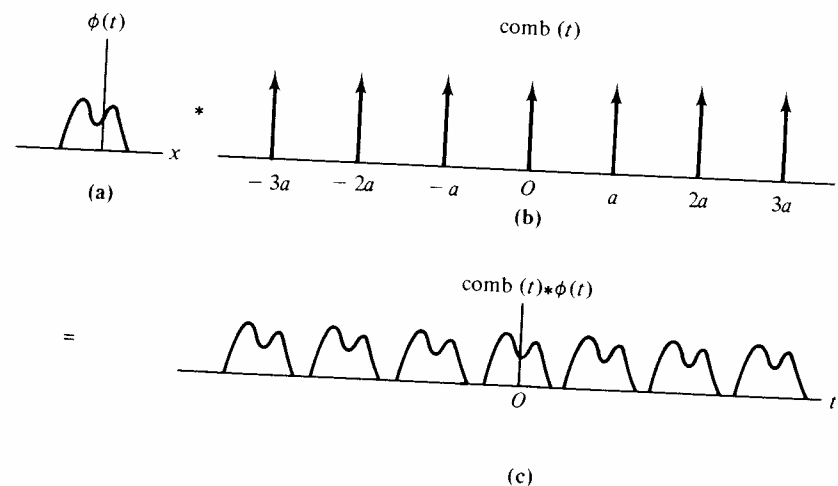 ϕ(t)
comb (t)
*
x
− 3a
− 2a
− a
O
a
2a
3a
(a)
(b)
comb (t)*ϕ(t)
=
O
t
(c)